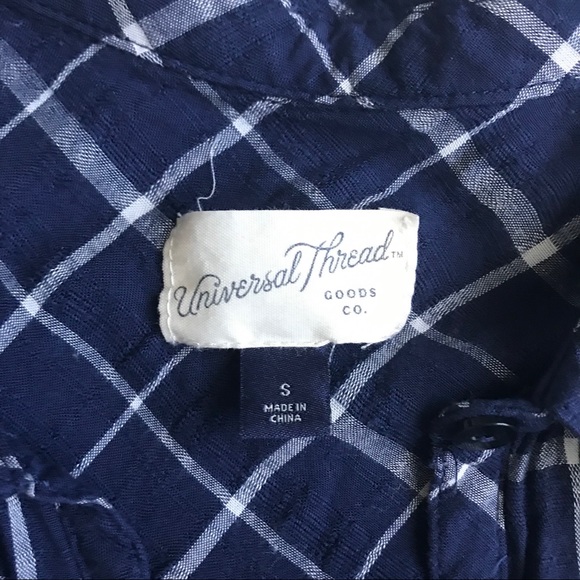 Universal Thread™
GOODS
CO.
S
MADE IN
CHINA